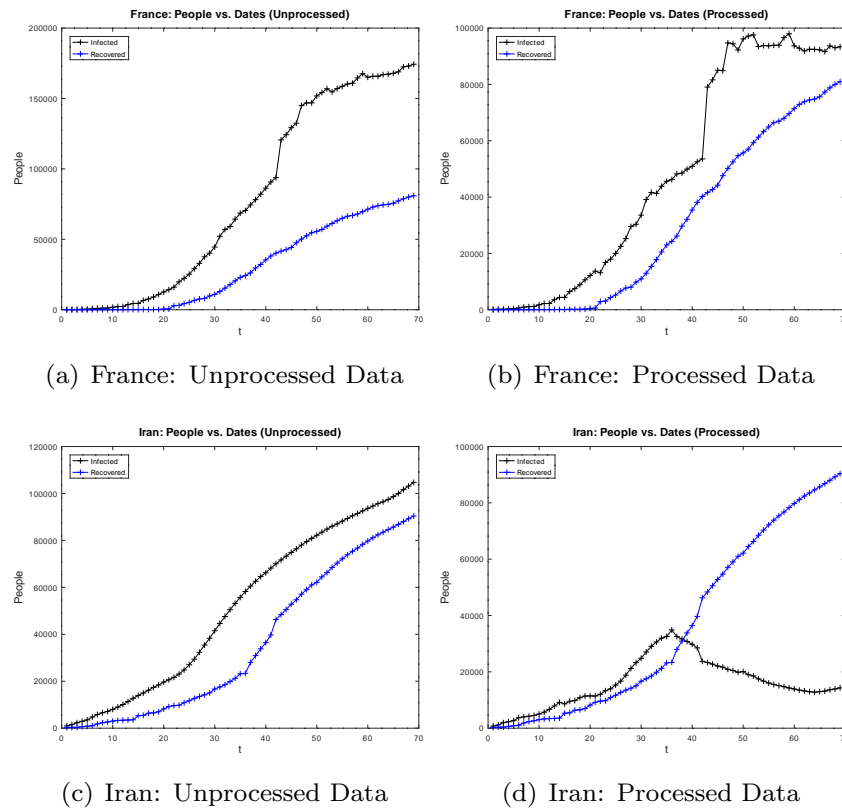 France: People vs. Dates (Unprocessed)
200000
150000
100000
50000
0
People
Infected
Recovered
0 10 20 30 40 50 60 70
t
(a) France: Unprocessed Data
France: People vs. Dates (Processed)
100000
80000
60000
40000
20000
0
People
Infected
Recovered
0 10 20 30 40 50 60 70
t
(b) France: Processed Data
Iran: People vs. Dates (Unprocessed)
120000
100000
80000
60000
40000
20000
0
People
Infected
Recovered
0 10 20 30 40 50 60 70
t
(c) Iran: Unprocessed Data
Iran: People vs. Dates (Processed)
100000
80000
60000
40000
20000
0
People
Infected
Recovered
0 10 20 30 40 50 60 70
t
(d) Iran: Processed Data